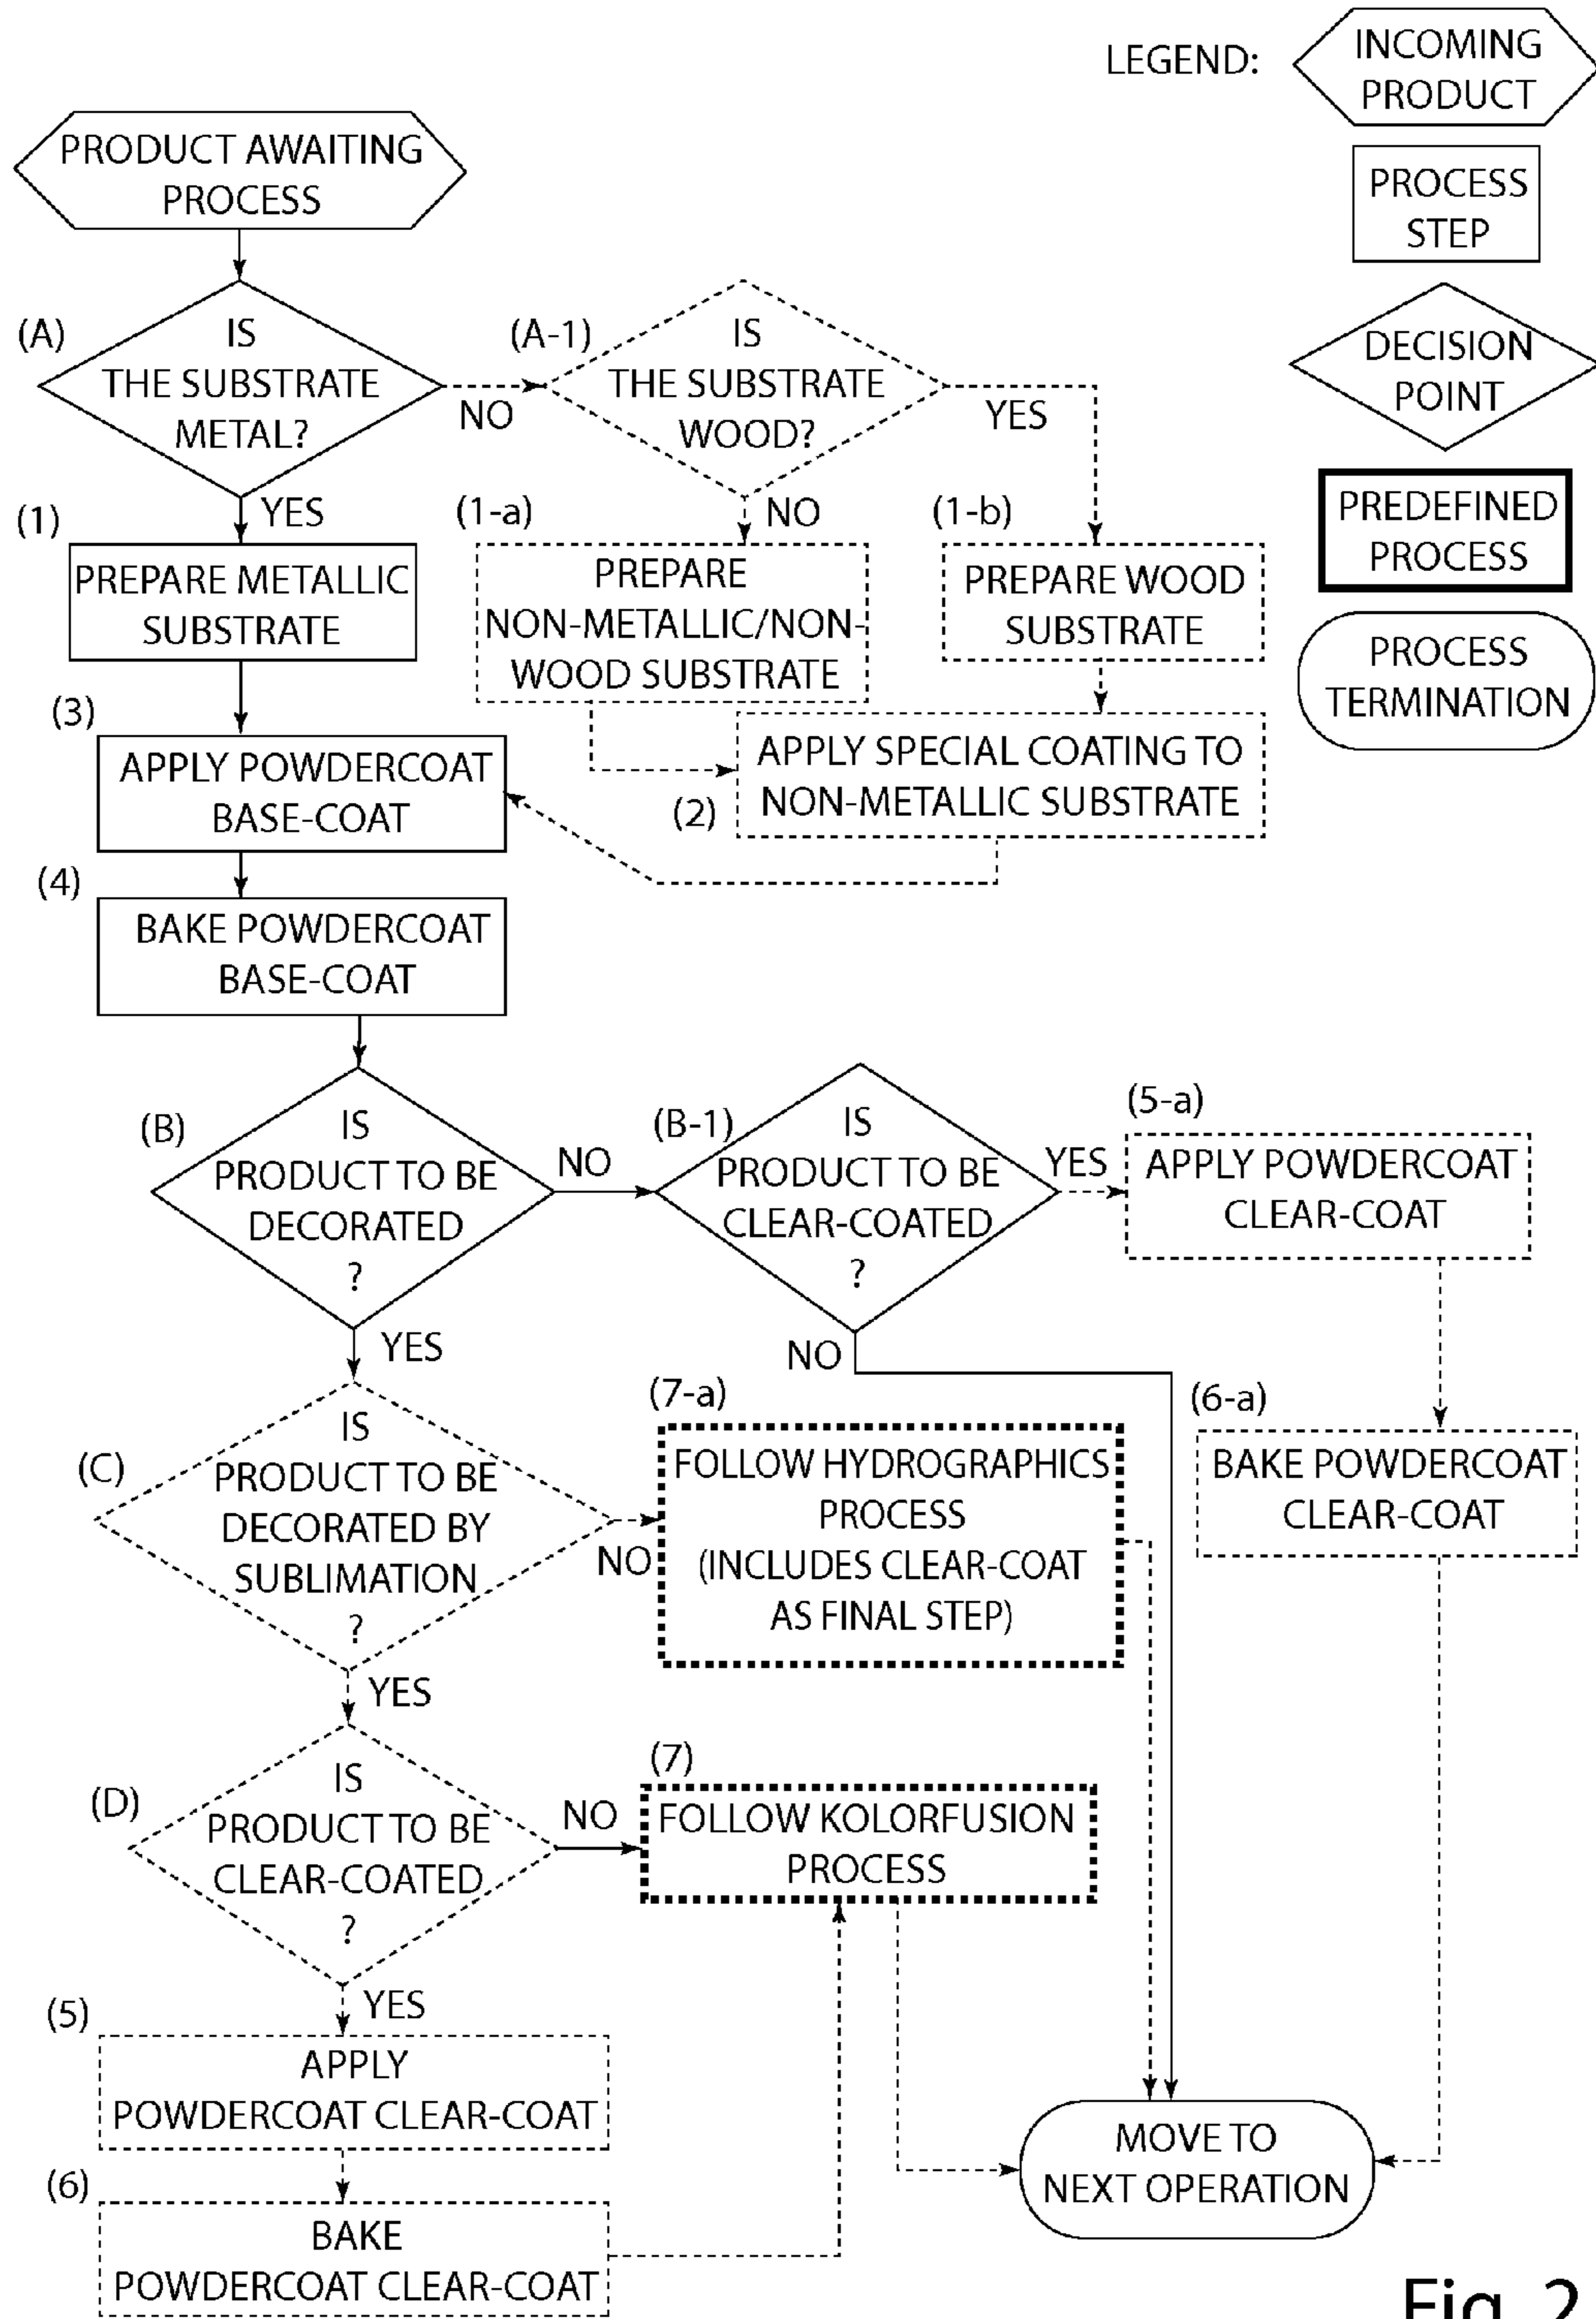 LEGEND:
INCOMING
PRODUCT
PROCESS
STEP
DECISION
POINT
PREDEFINED
PROCESS
PROCESS
TERMINATION
PRODUCT AWAITING
PROCESS
(A)
IS
THE SUBSTRATE
METAL?
NO
YES
(A-1)
IS
THE SUBSTRATE
WOOD?
YES
NO
(1)
PREPARE METALLIC
SUBSTRATE
(1-a)
PREPARE
NON-METALLIC/NON-
WOOD SUBSTRATE
(1-b)
PREPARE WOOD
SUBSTRATE
(2)
APPLY SPECIAL COATING TO
NON-METALLIC SUBSTRATE
(3)
APPLY POWDERCOAT
BASE-COAT
(4)
BAKE POWDERCOAT
BASE-COAT
(B)
IS
PRODUCT TO BE
DECORATED
?
NO
YES
(B-1)
IS
PRODUCT TO BE
CLEAR-COATED
?
YES
NO
(5-a)
APPLY POWDERCOAT
CLEAR-COAT
(6-a)
BAKE POWDERCOAT
CLEAR-COAT
(C)
IS
PRODUCT TO BE
DECORATED BY
SUBLIMATION
?
NO
YES
(7-a)
FOLLOW HYDROGRAPHICS
PROCESS
(INCLUDES CLEAR-COAT
AS FINAL STEP)
(D)
IS
PRODUCT TO BE
CLEAR-COATED
?
NO
YES
(7)
FOLLOW KOLORFUSION
PROCESS
(5)
APPLY
POWDERCOAT CLEAR-COAT
(6)
BAKE
POWDERCOAT CLEAR-COAT
MOVE TO
NEXT OPERATION
Fig. 2